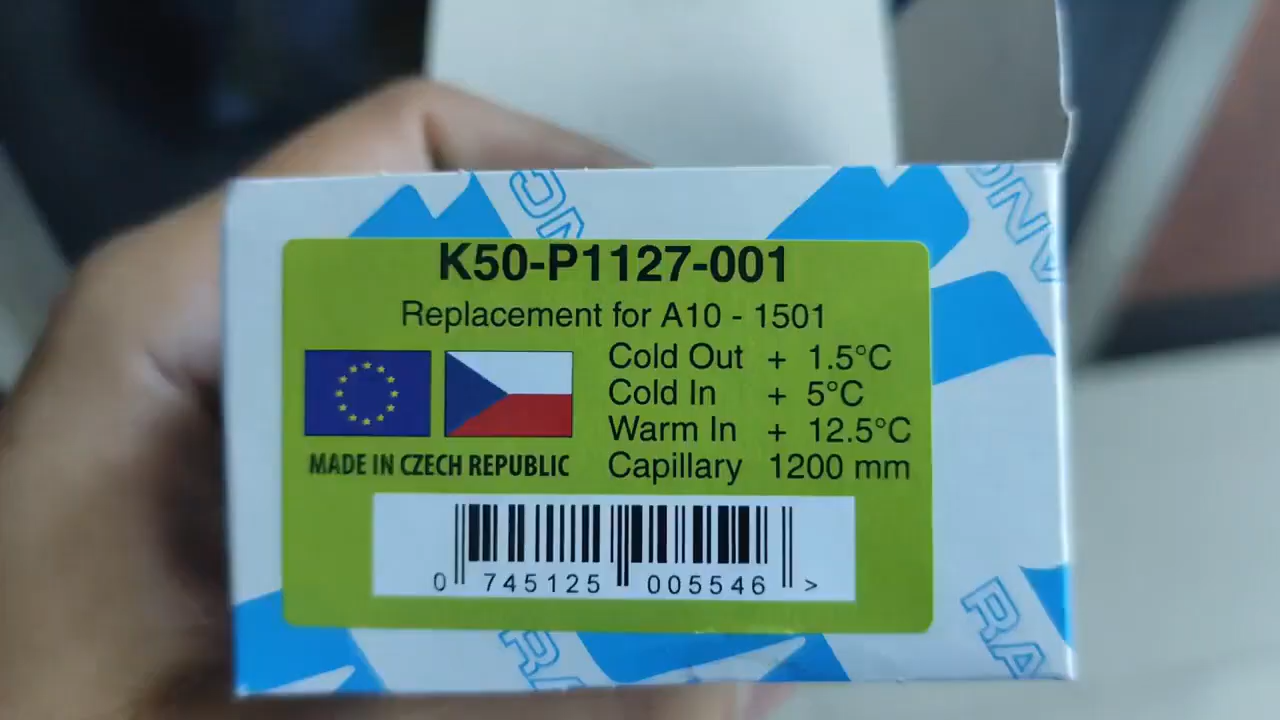 K50-P1127-001
Replacement for A10 - 1501
Cold Out + 1.5°C
Cold In + 5°C
Warm In + 12.5°C
Capillary 1200 mm
MADE IN CZECH REPUBLIC
0 745125 005546 >